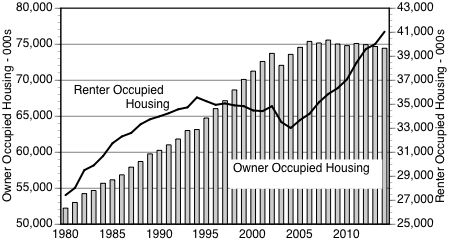 80,000
75,000
70,000
65,000
60,000
55,000
50,000
Owner Occupied Housing - 000s
Renter Occupied
Housing
Owner Occupied Housing
43,000
41,000
39,000
37,000
35,000
33,000
31,000
29,000
27,000
25,000
Renter Occupied Housing - 000s
1980 1985 1990 1995 2000 2005 2010